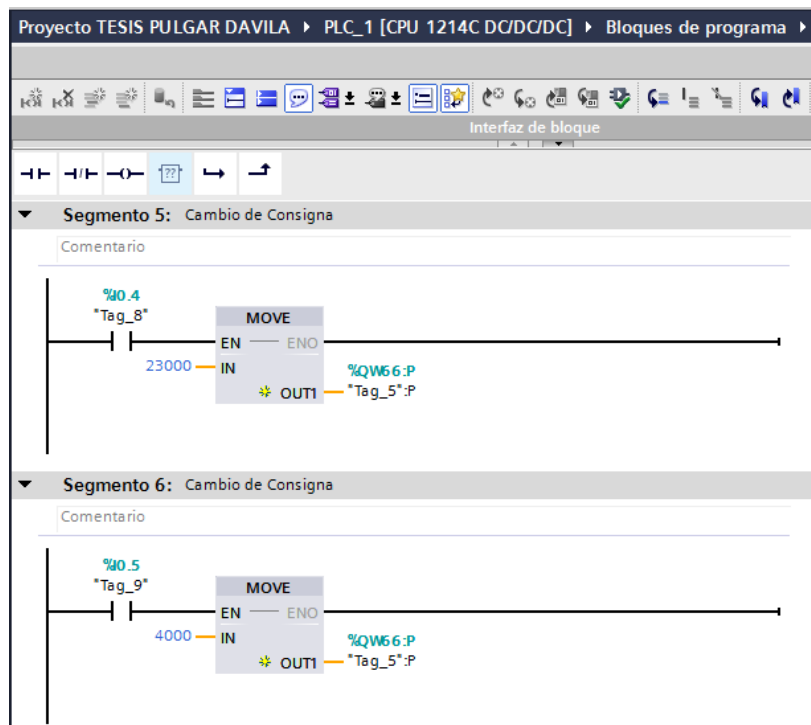 Proyecto TESIS PULGAR DAVILA ▸ PLC_1 [CPU 1214C DC/DC/DC] ▸ Bloques de programa ▸
Interfaz de bloque
??
Segmento 5: Cambio de Consigna
Comentario
%I0.4
"Tag_8"
MOVE
EN ENO
23000 IN
%QW66:P
OUT1 "Tag_5":P
Segmento 6: Cambio de Consigna
Comentario
%I0.5
"Tag_9"
MOVE
EN ENO
4000 IN
%QW66:P
OUT1 "Tag_5":P